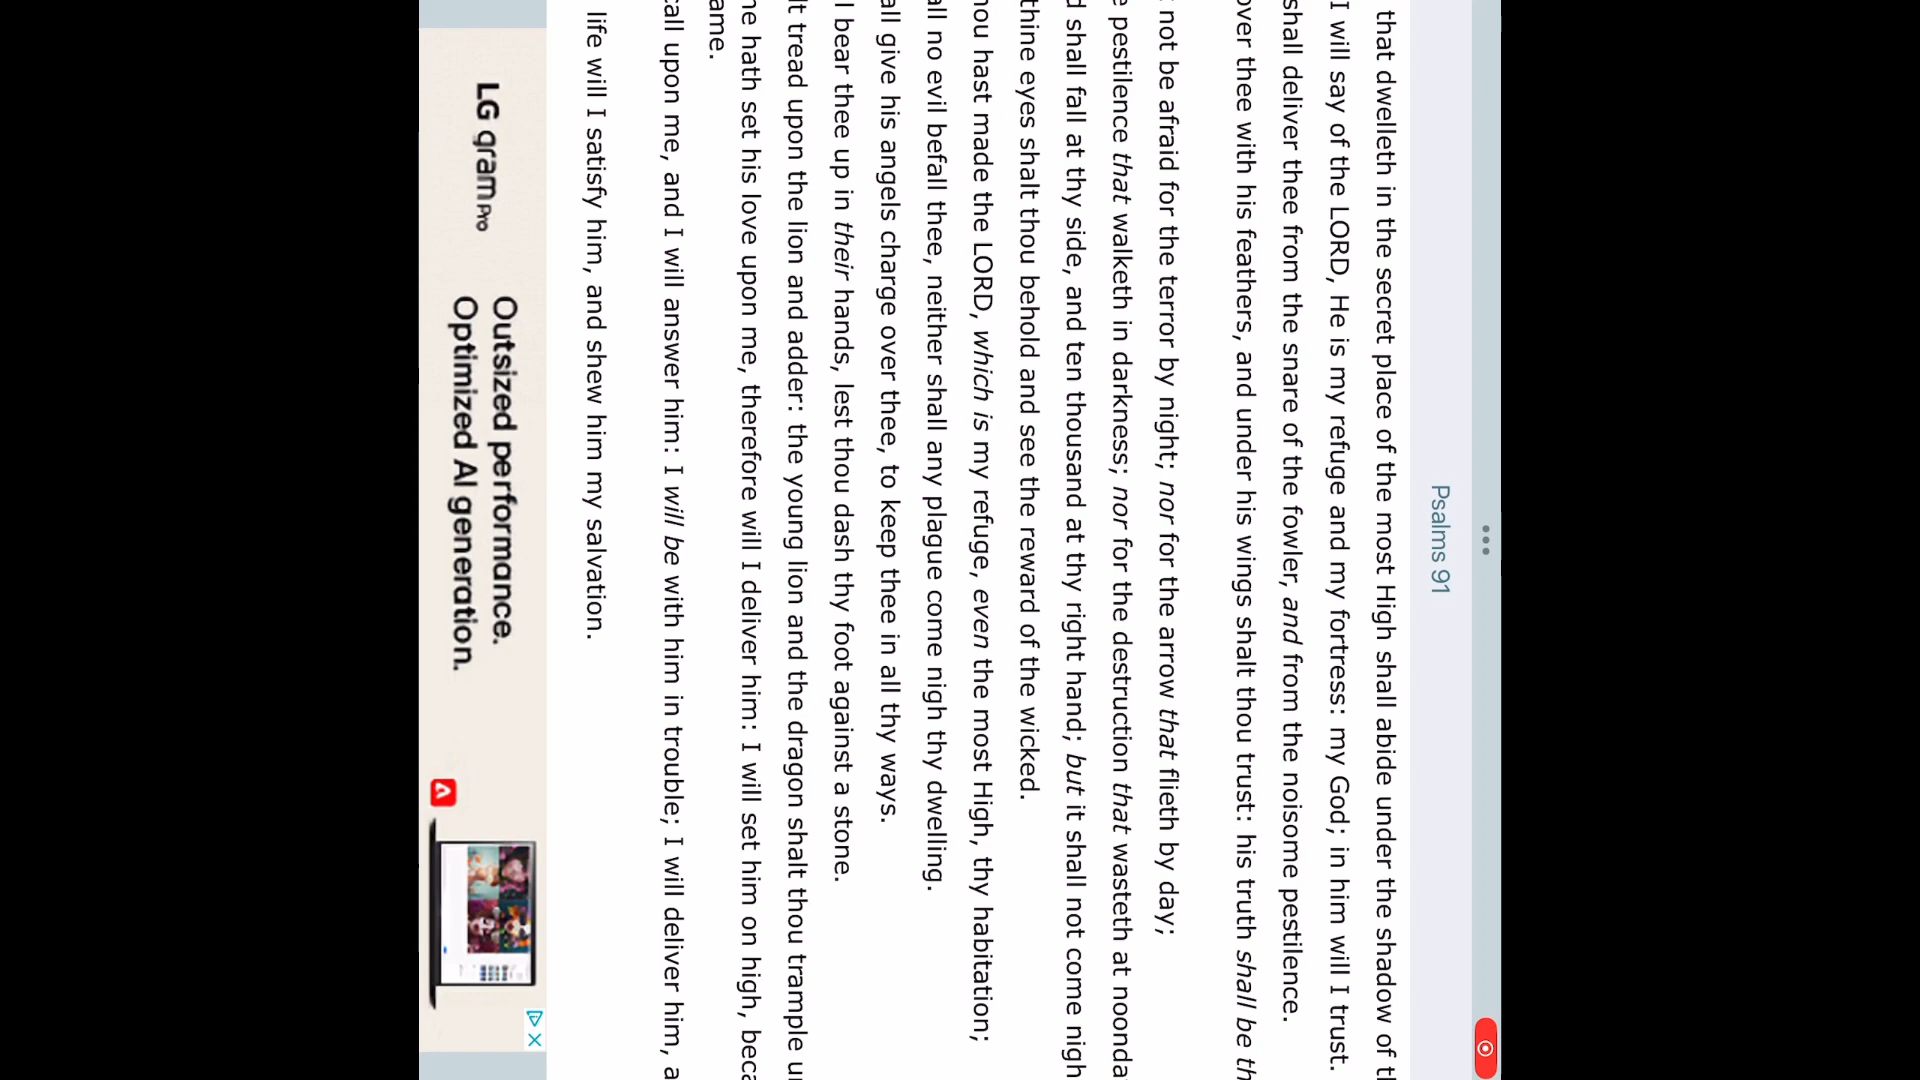 Psalms 91
that dwelleth in the secret place of the most High shall abide under the shadow of
I will say of the LORD, He is my refuge and my fortress: my God; in him will I trust.
shall deliver thee from the snare of the fowler, and from the noisome pestilence.
over thee with his feathers, and under his wings shalt thou trust: his truth shall be
not be afraid for the terror by night; nor for the arrow that flieth by day;
pestilence that walketh in darkness; nor for the destruction that wasteth at noonda
shall fall at thy side, and ten thousand at thy right hand; but it shall not come nigh
thine eyes shalt thou behold and see the reward of the wicked.
hou hast made the LORD, which is my refuge, even the most High, thy habitation;
all no evil befall thee, neither shall any plague come nigh thy dwelling.
all give his angels charge over thee, to keep thee in all thy ways.
l bear thee up in their hands, lest thou dash thy foot against a stone.
lt tread upon the lion and adder: the young lion and the dragon shalt thou trample u
he hath set his love upon me, therefore will I deliver him: I will set him on high, beca
ame.
call upon me, and I will answer him: I will be with him in trouble; I will deliver him, a
life will I satisfy him, and shew him my salvation.
LG gram Pro
Outsized performance.
Optimized AI generation.